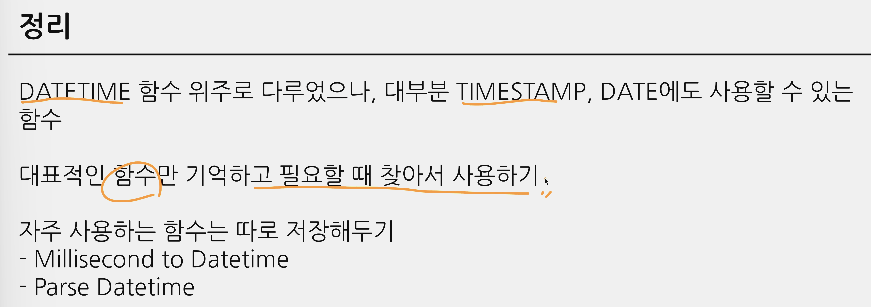 정리
DATETIME 함수 위주로 다루었으나, 대부분 TIMESTAMP, DATE에도 사용할 수 있는
함수
대표적인 함수만 기억하고 필요할 때 찾아서 사용하기
자주 사용하는 함수는 따로 저장해두기
- Millisecond to Datetime
- Parse Datetime